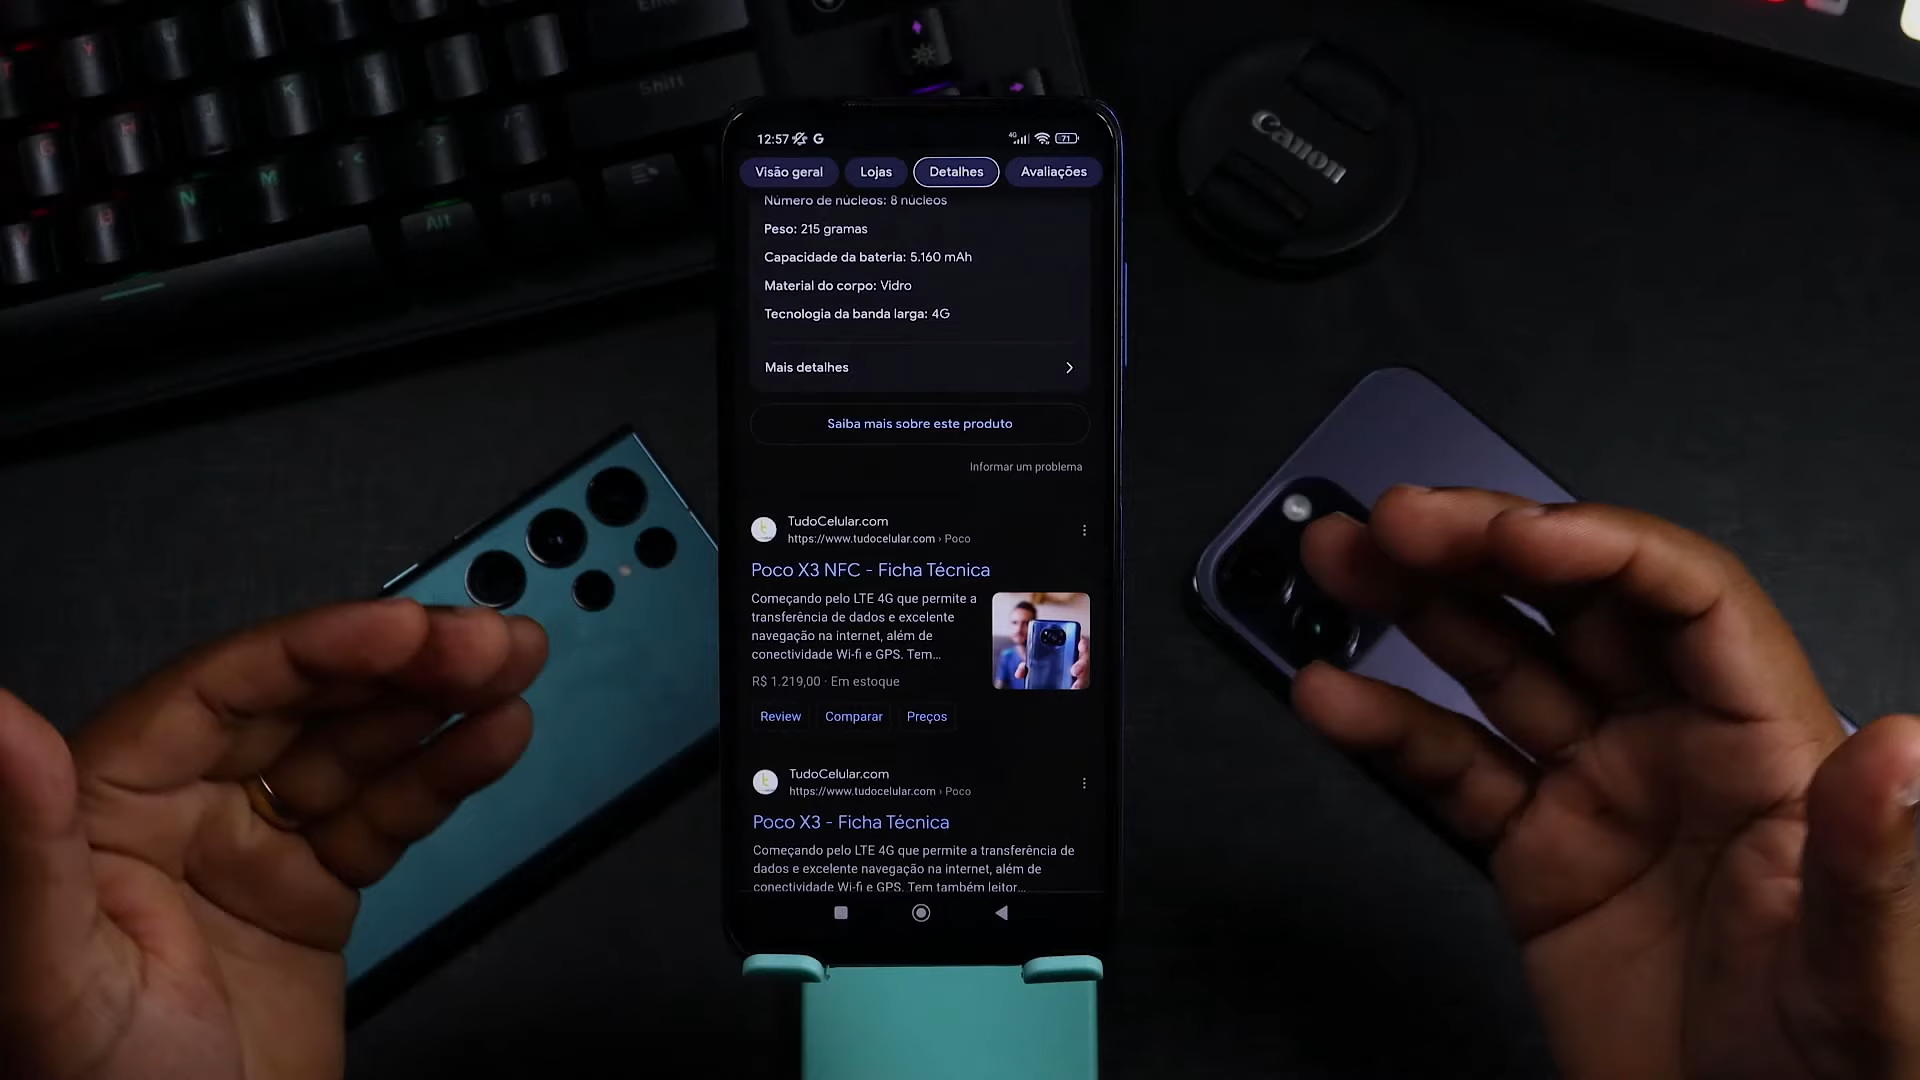 Shift
K
J
M
N
Alt
Fn
Canon
12:57
G
4G
71
Visão geral
Lojas
Detalhes
Avaliações
Número de núcleos: 8 núcleos
Peso: 215 gramas
Capacidade da bateria: 5.160 mAh
Material do corpo: Vidro
Tecnologia da banda larga: 4G
Mais detalhes
Saiba mais sobre este produto
Informar um problema
TudoCelular.com
https://www.tudocelular.com › Poco
Poco X3 NFC - Ficha Técnica
Começando pelo LTE 4G que permite a
transferência de dados e excelente
navegação na internet, além de
conectividade Wi-fi e GPS. Tem...
R$ 1.219,00 · Em estoque
Review
Comparar
Preços
TudoCelular.com
https://www.tudocelular.com › Poco
Poco X3 - Ficha Técnica
Começando pelo LTE 4G que permite a transferência de
dados e excelente navegação na internet, além de
conectividade Wi-fi e GPS. Tem também leitor...